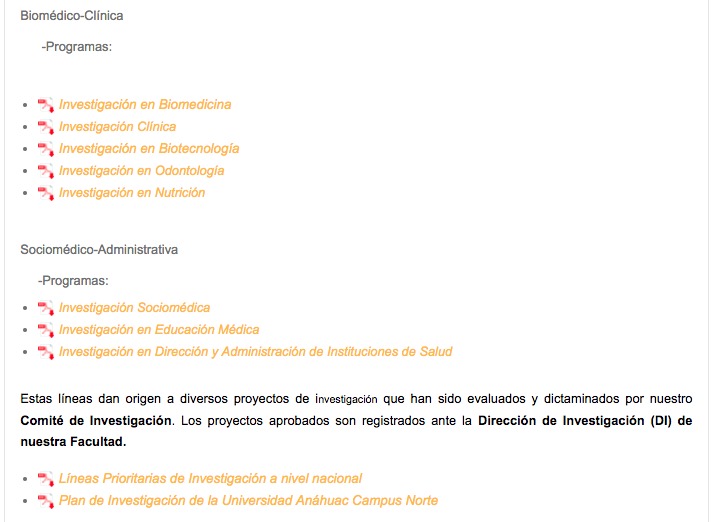 Biomédico-Clínica
-Programas:
Investigación en Biomedicina
Investigación Clínica
Investigación en Biotecnología
Investigación en Odontología
Investigación en Nutrición
Sociomédico-Administrativa
-Programas:
Investigación Sociomédica
Investigación en Educación Médica
Investigación en Dirección y Administración de Instituciones de Salud
Estas líneas dan origen a diversos proyectos de investigación que han sido evaluados y dictaminados por nuestro
Comité de Investigación. Los proyectos aprobados son registrados ante la Dirección de Investigación (DI) de
nuestra Facultad.
Líneas Prioritarias de Investigación a nivel nacional
Plan de Investigación de la Universidad Anáhuac Campus Norte